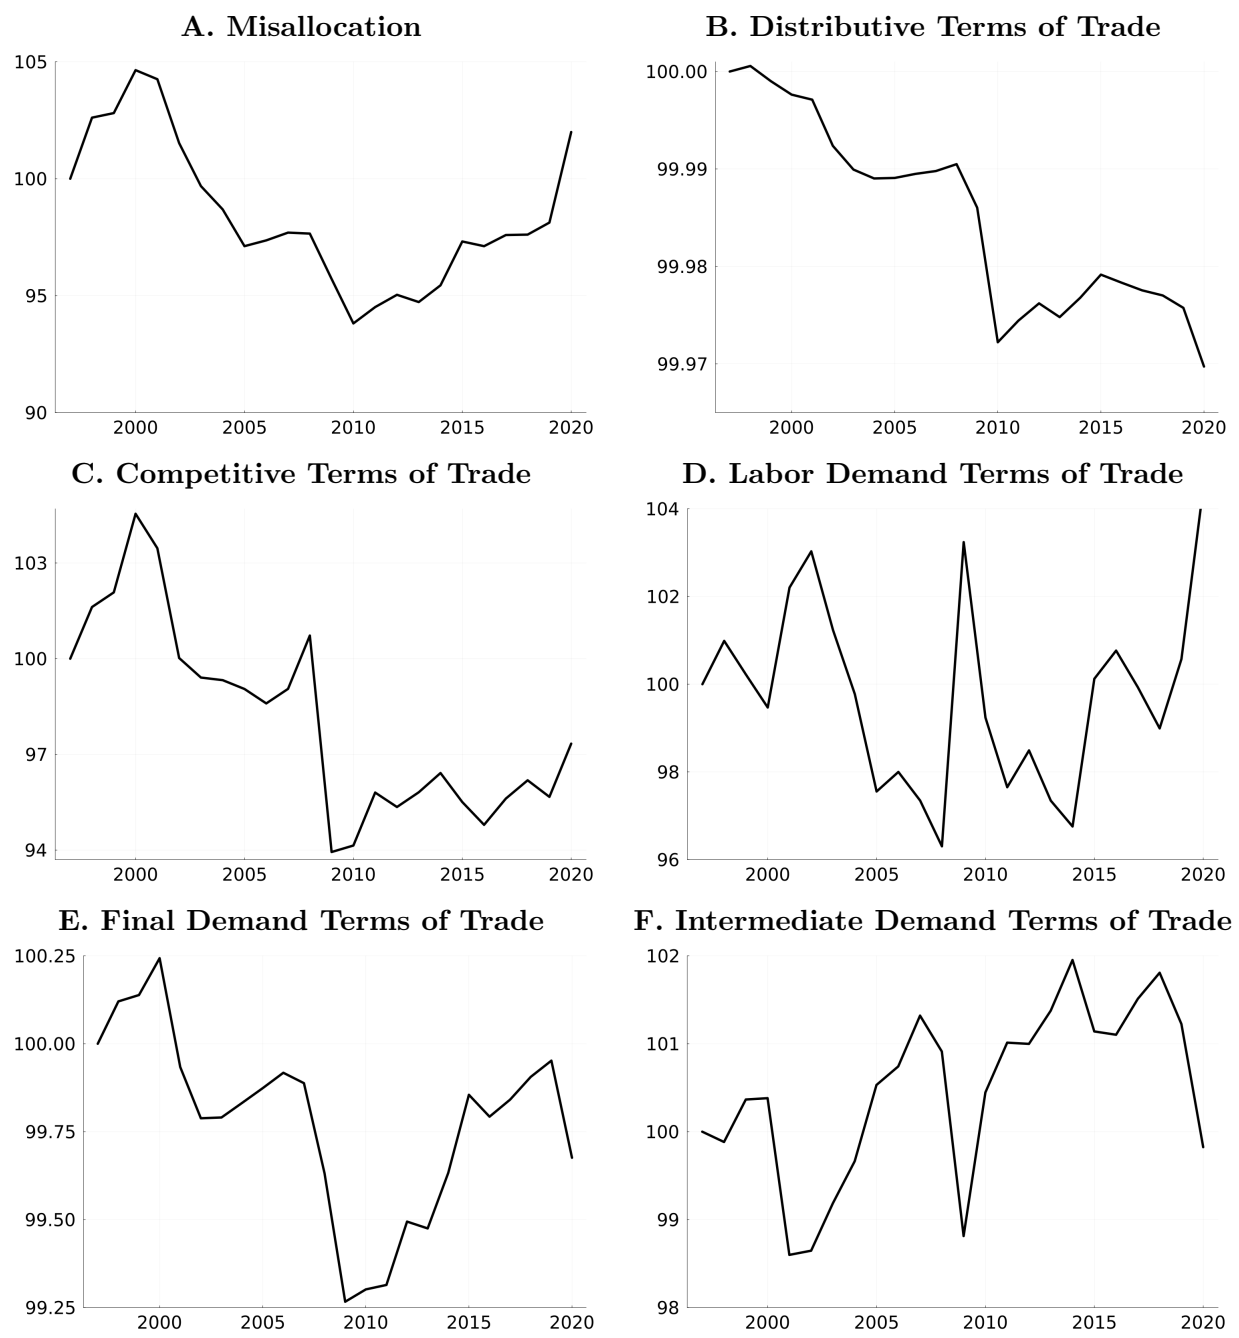 A. Misallocation
105
100
95
90
2000 2005 2010 2015 2020
B. Distributive Terms of Trade
100.00
99.99
99.98
99.97
2000 2005 2010 2015 2020
C. Competitive Terms of Trade
103
100
97
94
2000 2005 2010 2015 2020
D. Labor Demand Terms of Trade
104
102
100
98
96
2000 2005 2010 2015 2020
E. Final Demand Terms of Trade
100.25
100.00
99.75
99.50
99.25
2000 2005 2010 2015 2020
F. Intermediate Demand Terms of Trade
102
101
100
99
98
2000 2005 2010 2015 2020